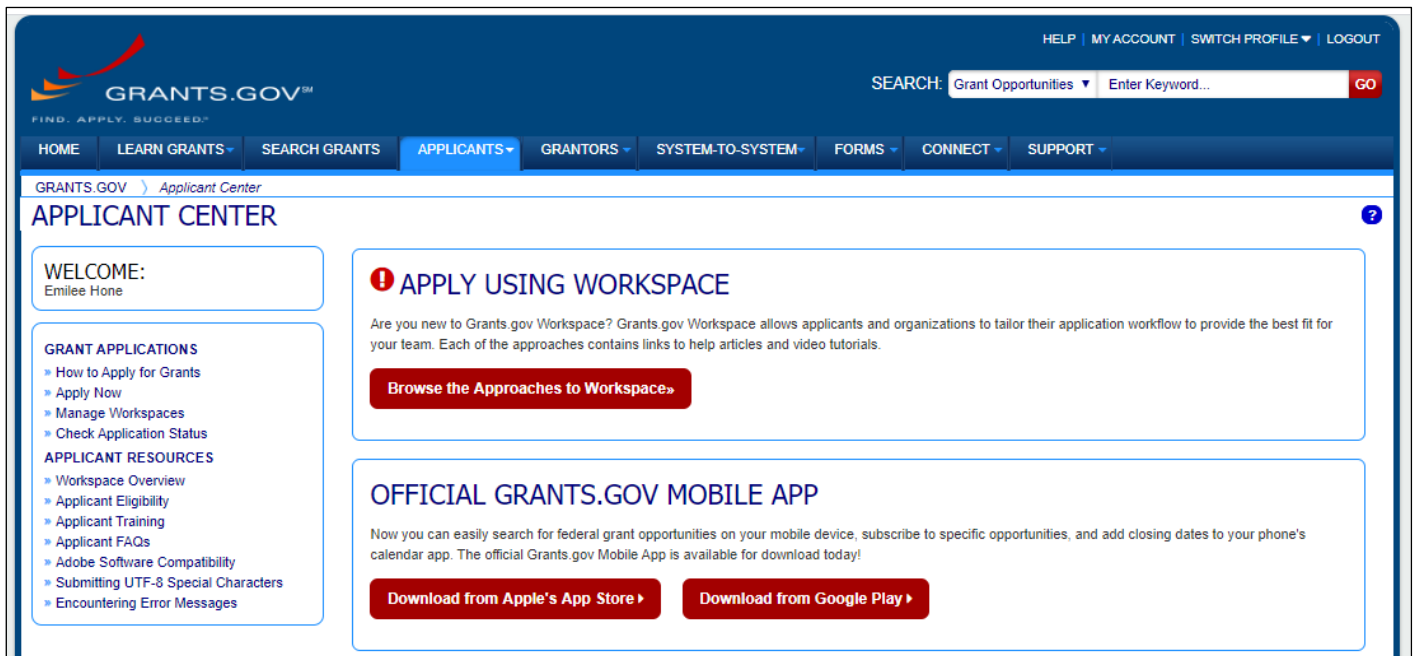 HELP | MY ACCOUNT | SWITCH PROFILE ▼ | LOGOUT
GRANTS.GOV℠
FIND. APPLY. SUCCEED.℠
SEARCH: Grant Opportunities ▼ Enter Keyword... GO
HOME LEARN GRANTS SEARCH GRANTS APPLICANTS GRANTORS SYSTEM-TO-SYSTEM FORMS CONNECT SUPPORT
GRANTS.GOV 〉 Applicant Center
APPLICANT CENTER ?
WELCOME:
Emilee Hone
GRANT APPLICATIONS
» How to Apply for Grants
» Apply Now
» Manage Workspaces
» Check Application Status
APPLICANT RESOURCES
» Workspace Overview
» Applicant Eligibility
» Applicant Training
» Applicant FAQs
» Adobe Software Compatibility
» Submitting UTF-8 Special Characters
» Encountering Error Messages
! APPLY USING WORKSPACE
Are you new to Grants.gov Workspace? Grants.gov Workspace allows applicants and organizations to tailor their application workflow to provide the best fit for
your team. Each of the approaches contains links to help articles and video tutorials.
Browse the Approaches to Workspace»
OFFICIAL GRANTS.GOV MOBILE APP
Now you can easily search for federal grant opportunities on your mobile device, subscribe to specific opportunities, and add closing dates to your phone's
calendar app. The official Grants.gov Mobile App is available for download today!
Download from Apple's App Store Download from Google Play